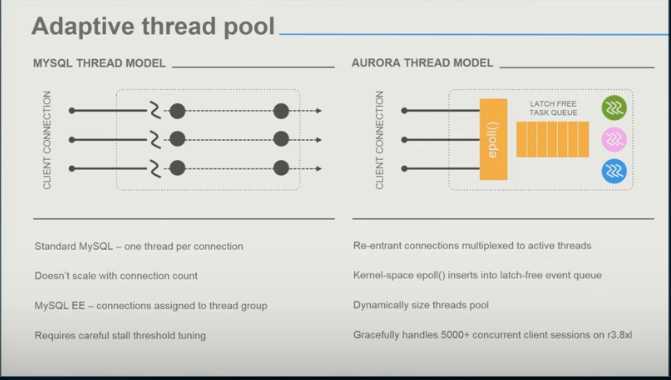 Adaptive thread pool
MYSQL THREAD MODEL
CLIENT CONNECTION
Standard MySQL – one thread per connection
Doesn't scale with connection count
MySQL EE – connections assigned to thread group
Requires careful stall threshold tuning
AURORA THREAD MODEL
CLIENT CONNECTION
epoll()
LATCH FREE
TASK QUEUE
Re-entrant connections multiplexed to active threads
Kernel-space epoll() inserts into latch-free event queue
Dynamically size threads pool
Gracefully handles 5000+ concurrent client sessions on r3.8xl